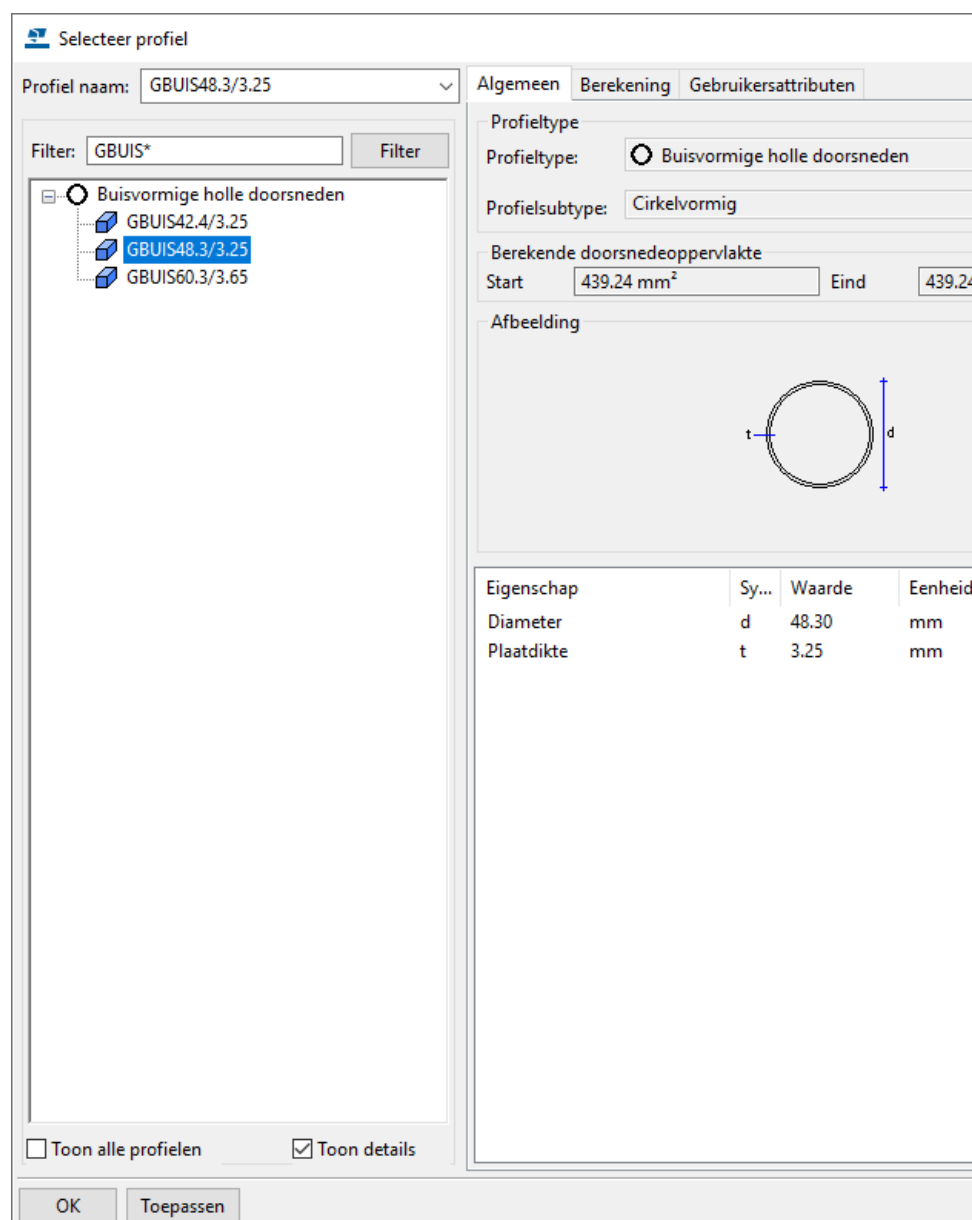 Selecteer profiel
Profiel naam: GBUIS48.3/3.25
Filter: GBUIS* Filter
Buisvormige holle doorsneden
GBUIS42.4/3.25
GBUIS48.3/3.25
GBUIS60.3/3.65
Toon alle profielen Toon details
OK Toepassen
Algemeen Berekening Gebruikersattributen
Profieltype
Profieltype: Buisvormige holle doorsneden
Profielsubtype: Cirkelvormig
Berekende doorsnedeoppervlakte
Start 439.24 mm² Eind 439.24
Afbeelding
t d
Eigenschap Sy... Waarde Eenheid
Diameter d 48.30 mm
Plaatdikte t 3.25 mm